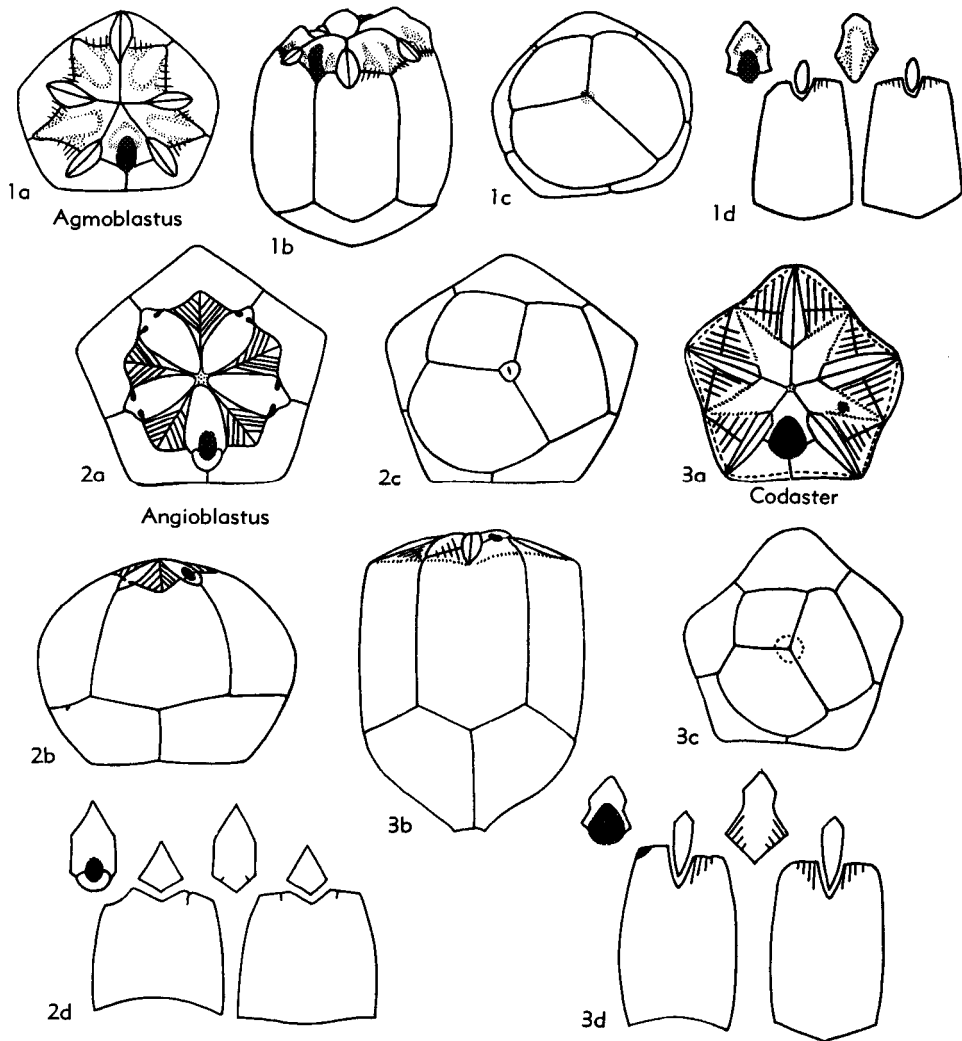 1a
Agmoblastus
1b
1c
1d
2a
Angioblastus
2c
3a
Codaster
2b
3b
3c
2d
3d